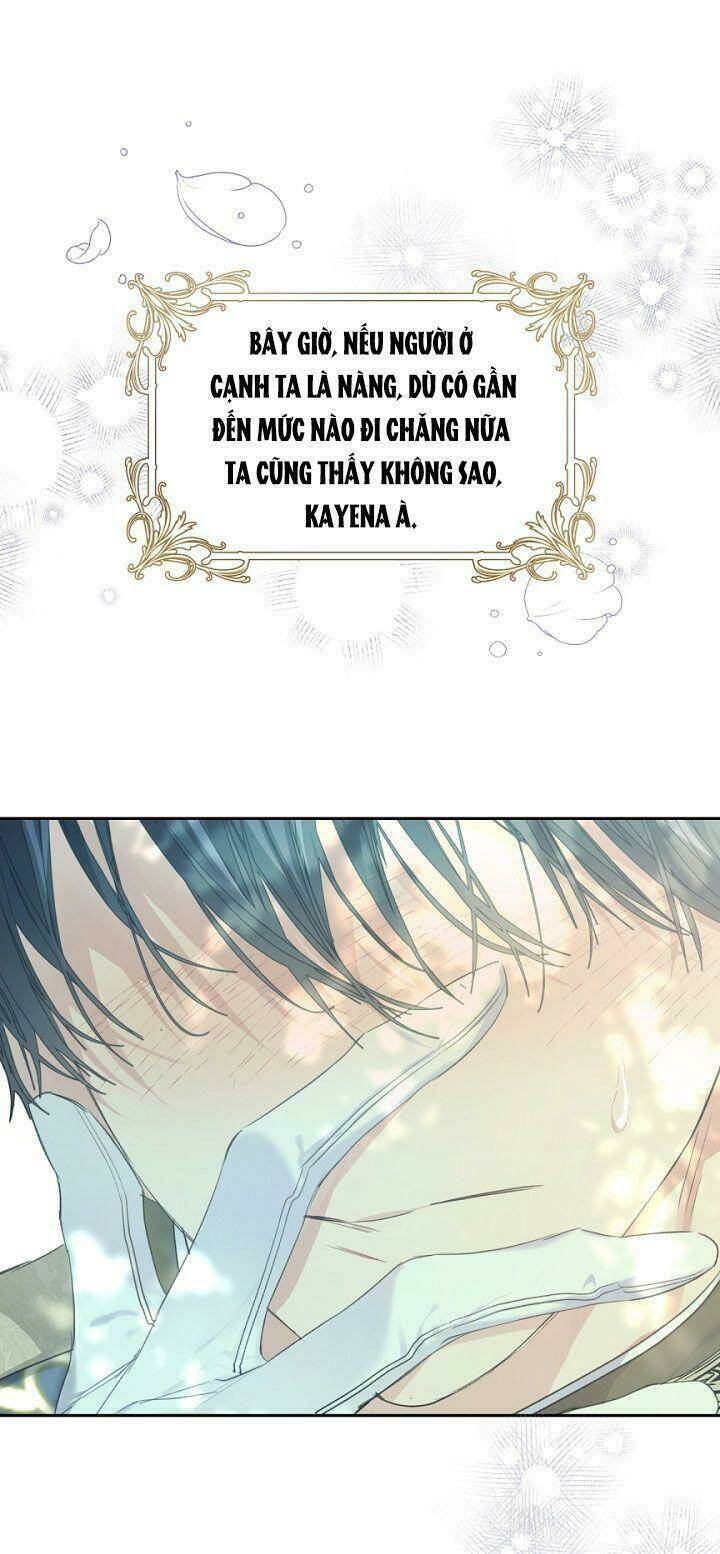 BÂY GIỜ, NẾU NGƯỜI Ở
CẠNH TA LÀ NÀNG, DÙ CÓ GẦN
ĐẾN MỨC NÀO ĐI CHĂNG NỮA
TA CŨNG THẤY KHÔNG SAO,
KAYENA À.